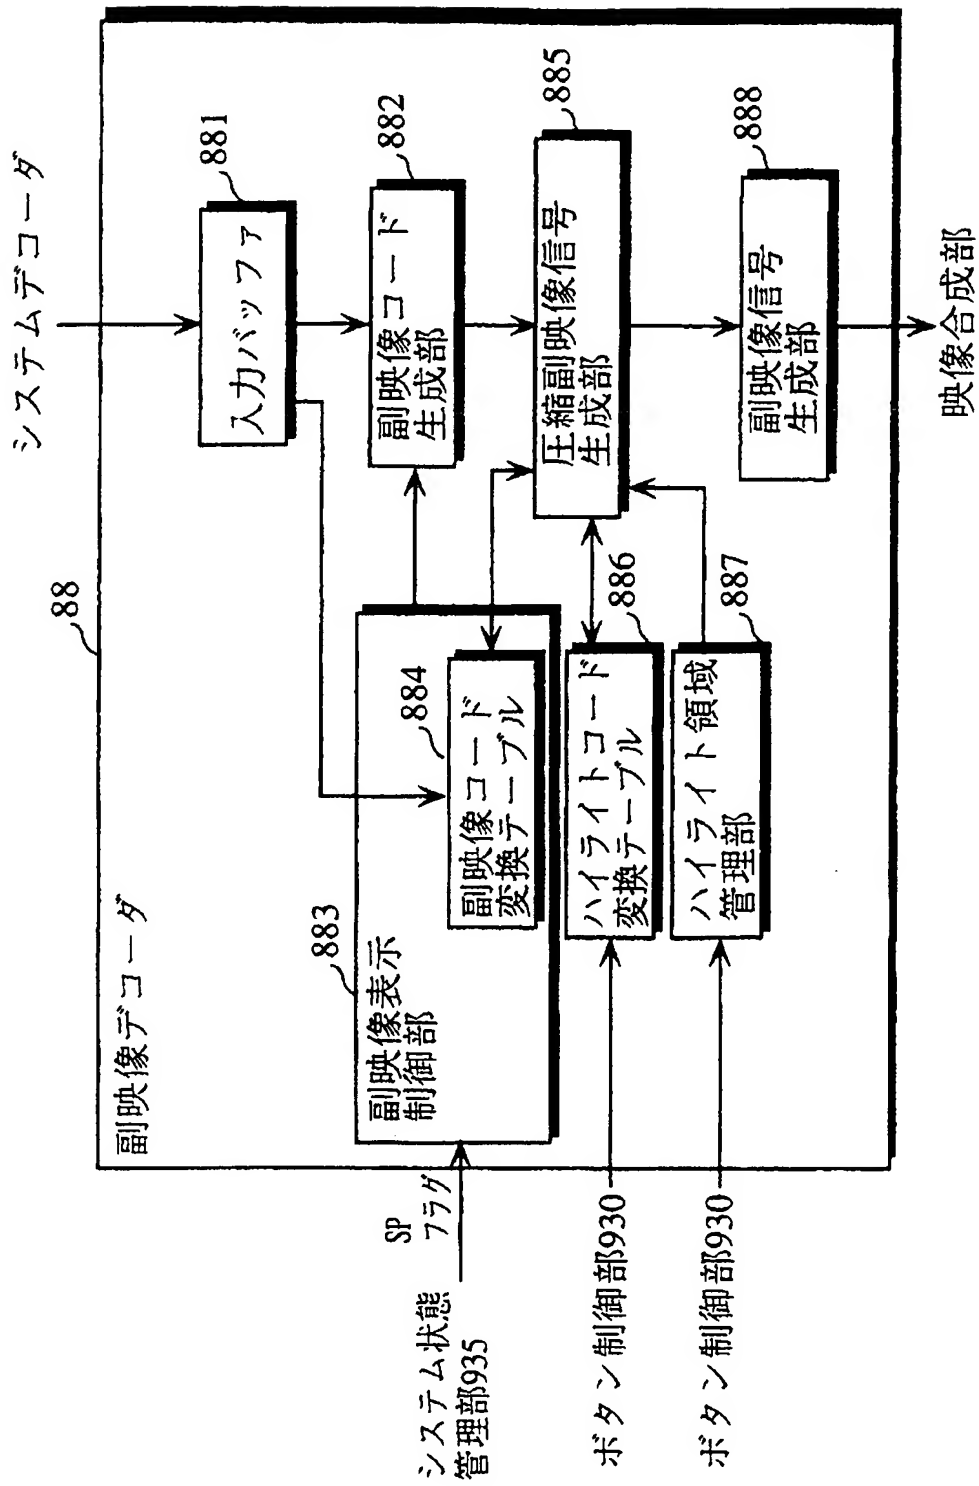 副映像デコーダ
88
システムデコーダ
入力バッファ
881
副映像コード
生成部
882
副映像表示
制御部
883
副映像コード
変換テーブル
884
圧縮副映像信号
生成部
885
ハイライトコード
変換テーブル
886
ハイライト領域
管理部
887
副映像信号
生成部
888
映像合成部
SP
フラグ
システム状態
管理部935
ボタン制御部930
ボタン制御部930